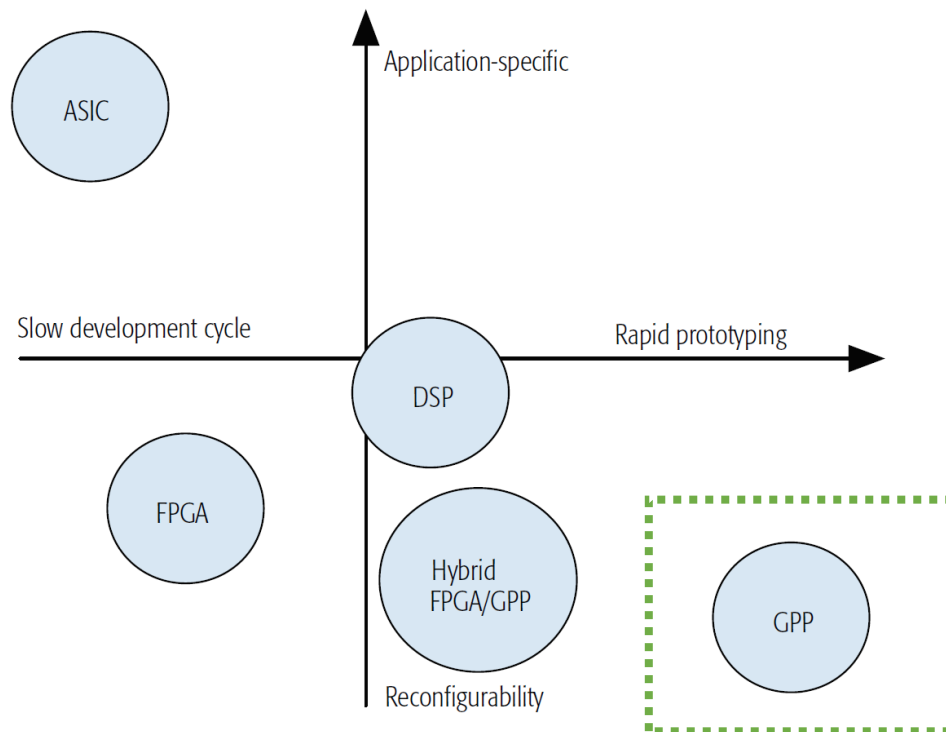 Application-specific
ASIC
Slow development cycle
Rapid prototyping
DSP
FPGA
Hybrid
FPGA/GPP
GPP
Reconfigurability